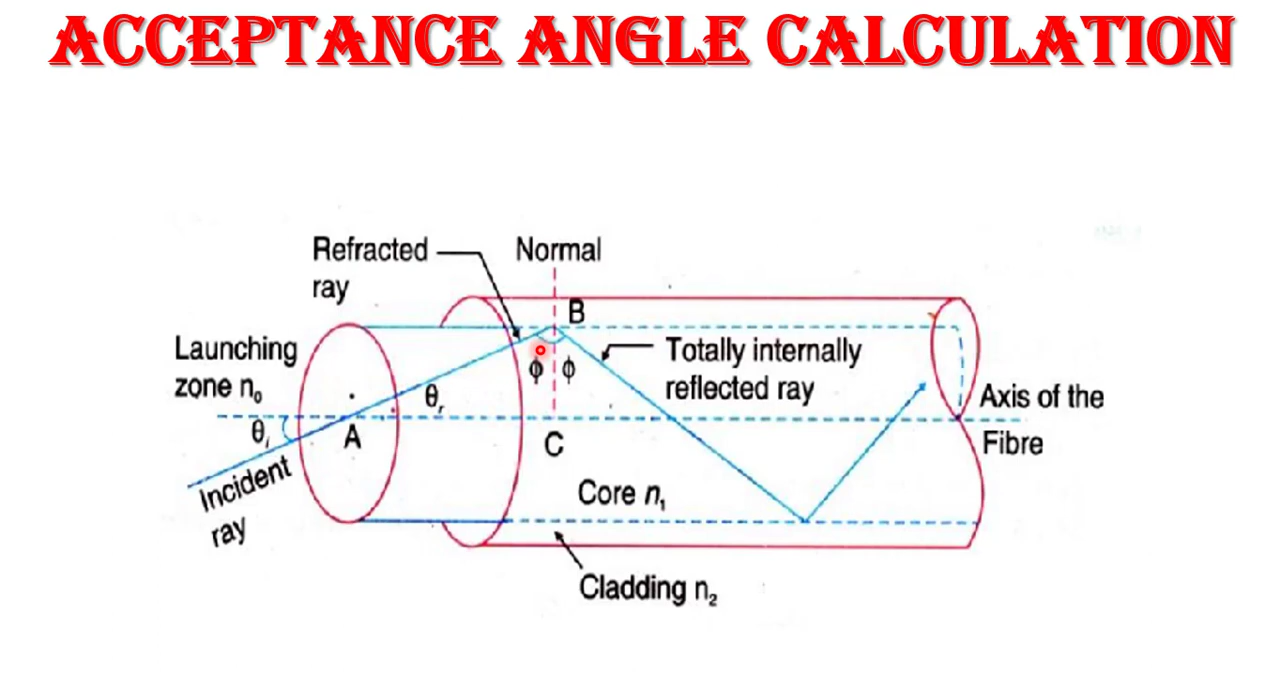 ACCEPTANCE ANGLE CALCULATION
Refracted
ray
Normal
B
Launching
zone n₀
Totally internally
reflected ray
ϕ ϕ
θᵣ
Axis of the
Fibre
θᵢ
A
C
Incident
ray
Core n₁
Cladding n₂